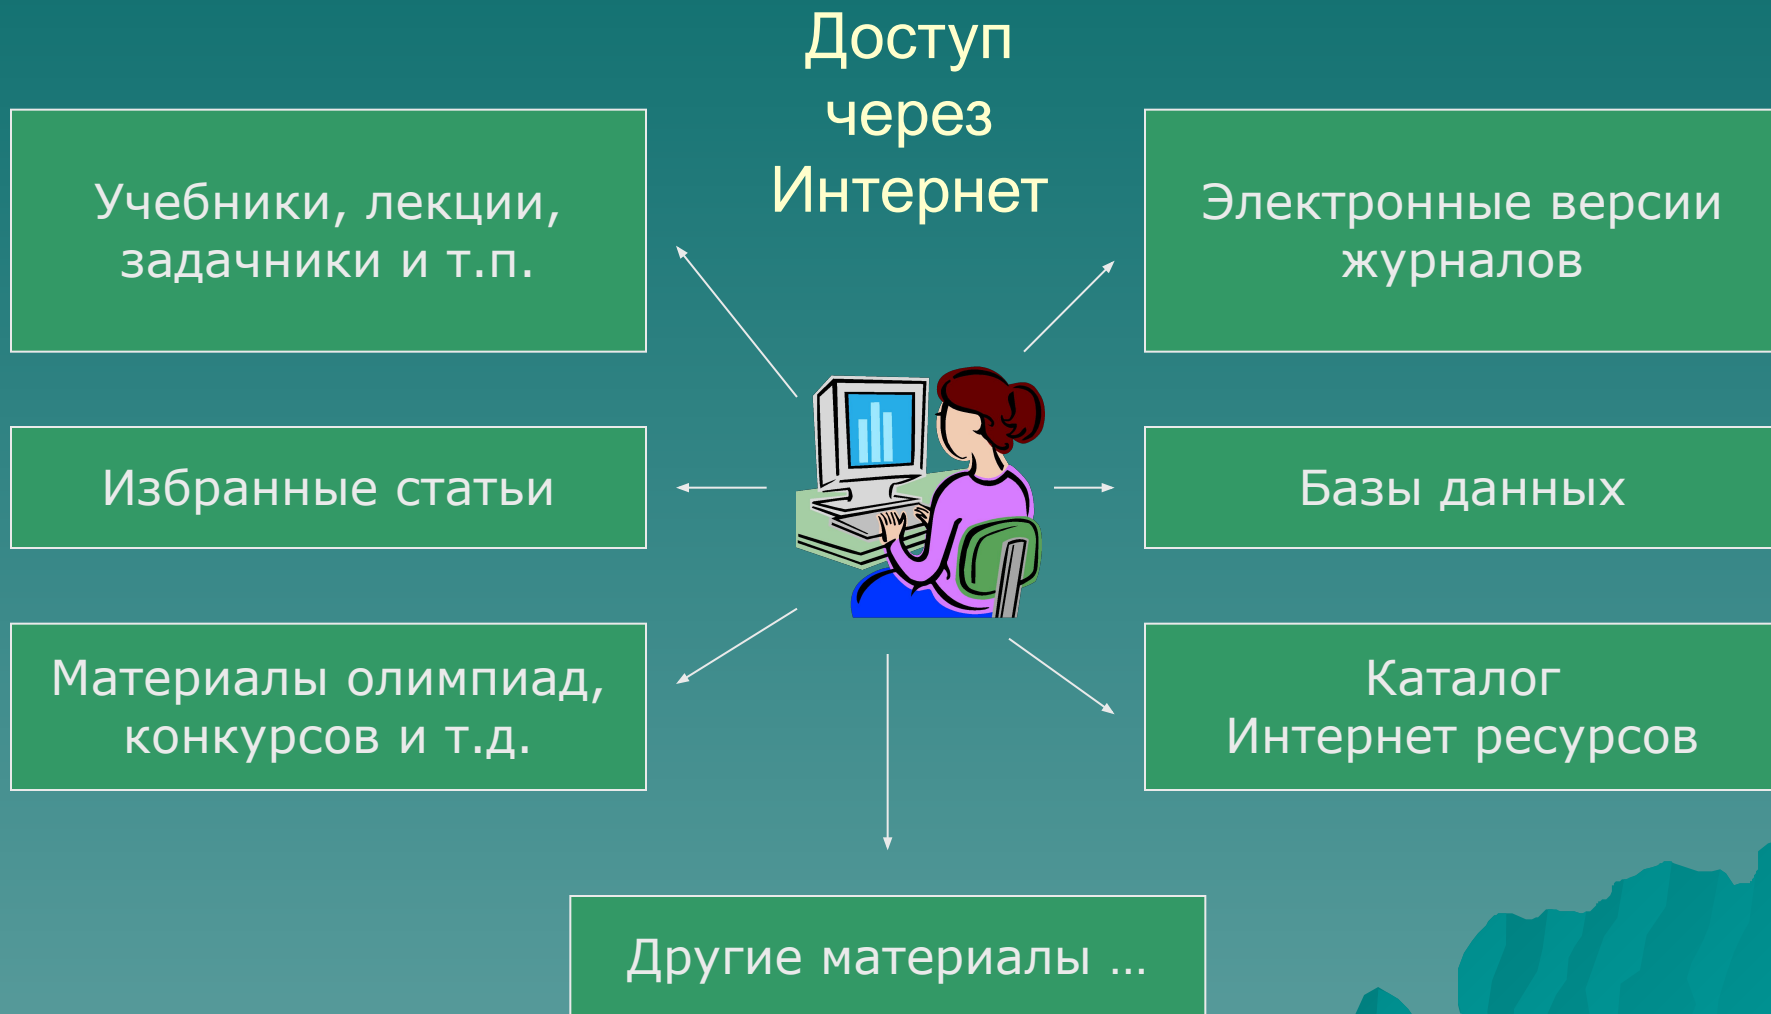 Доступ
через
Интернет
Учебники, лекции,
задачники и т.п.
Электронные версии
журналов
Избранные статьи
Базы данных
Материалы олимпиад,
конкурсов и т.д.
Каталог
Интернет ресурсов
Другие материалы ...